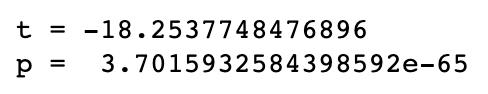 t = -18.2537748476896
p =  3.7015932584398592e-65